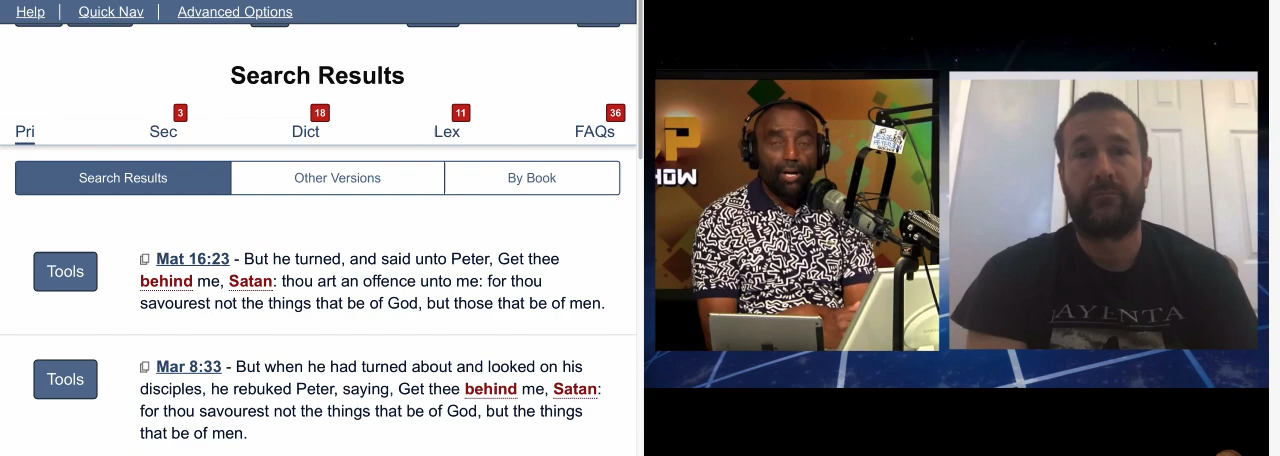 Help
Quick Nav
Advanced Options
Search Results
3
18
11
36
Pri
Sec
Dict
Lex
FAQs
Search Results
Other Versions
By Book
Tools
Mat 16:23 - But he turned, and said unto Peter, Get thee
behind me, Satan: thou art an offence unto me: for thou
savourest not the things that be of God, but those that be of men.
Tools
Mar 8:33 - But when he had turned about and looked on his
disciples, he rebuked Peter, saying, Get thee behind me, Satan:
for thou savourest not the things that be of God, but the things
that be of men.
P
HOW
JESSE
PETER
AYENTA